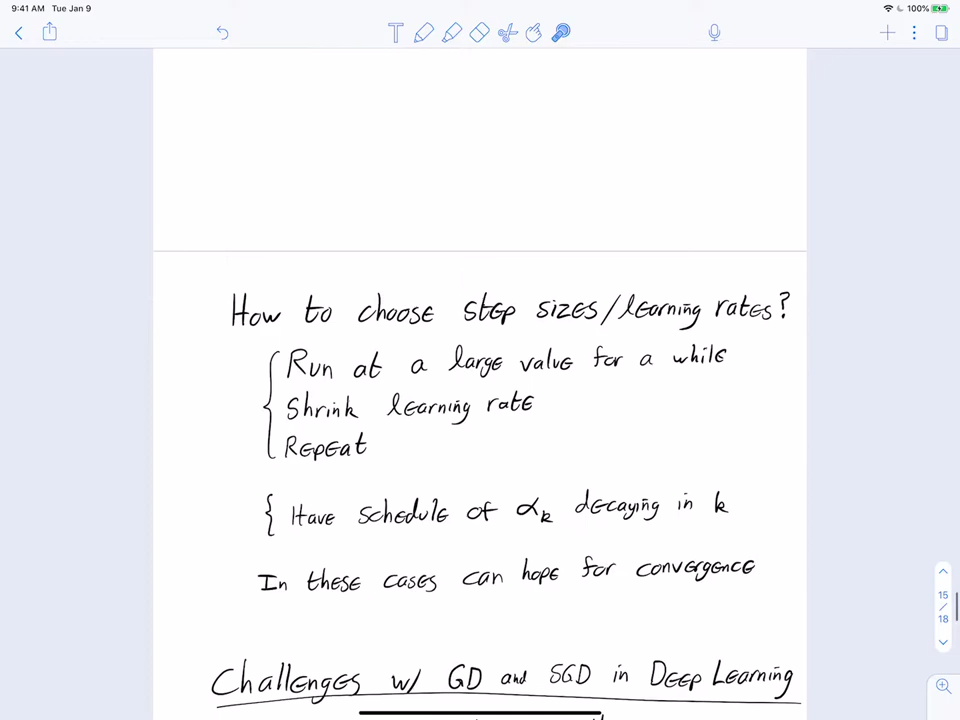 9:41 AM Tue Jan 9
100%
How to choose step sizes/learning rates?
Run at a large value for a while
Shrink learning rate
Repeat
Have schedule of αk decaying in k
In these cases can hope for convergence
Challenges w/ GD and SGD in Deep Learning
15
/
18